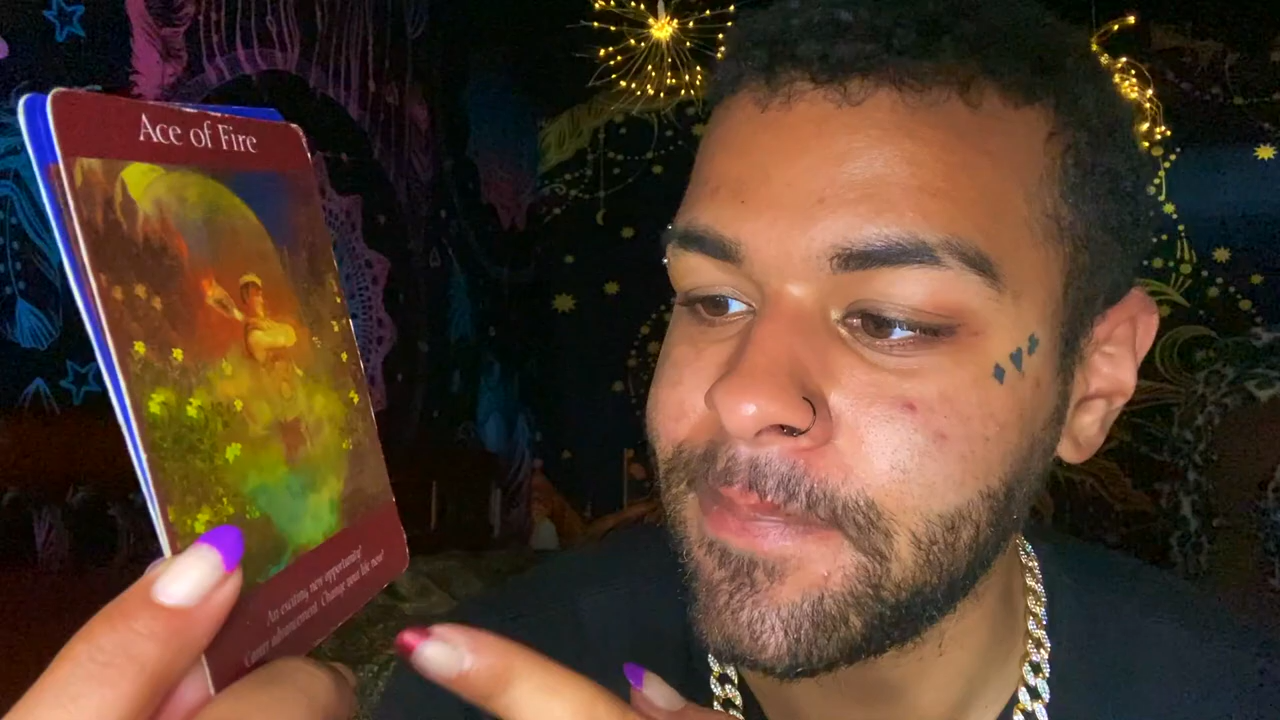 Ace of Fire
An exciting new opportunity!
Career advancement. Change your life now!